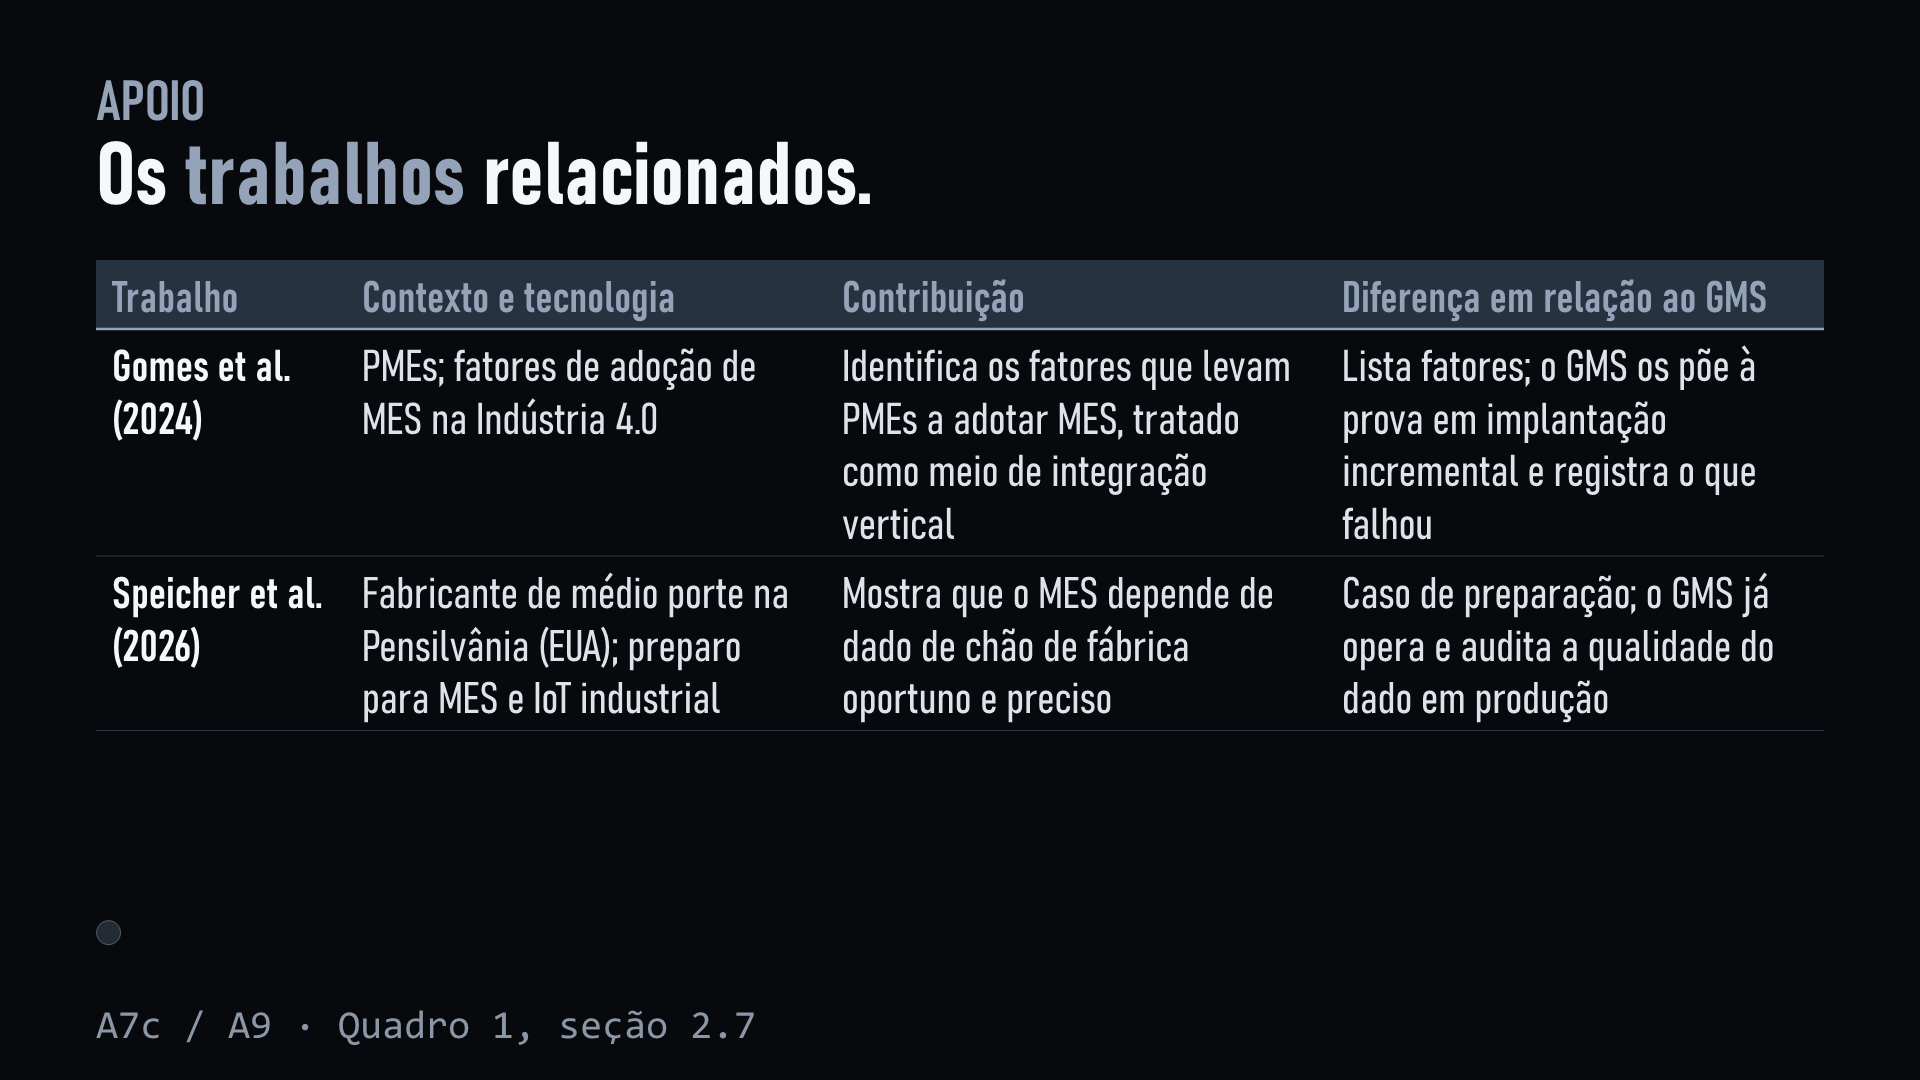 APOIO
Os trabalhos relacionados.
Trabalho
Contexto e tecnologia
Contribuição
Diferença em relação ao GMS
Gomes et al.
(2024)
PMEs; fatores de adoção de
MES na Indústria 4.0
Identifica os fatores que levam
PMEs a adotar MES, tratado
como meio de integração
vertical
Lista fatores; o GMS os põe à
prova em implantação
incremental e registra o que
falhou
Speicher et al.
(2026)
Fabricante de médio porte na
Pensilvânia (EUA); preparo
para MES e IoT industrial
Mostra que o MES depende de
dado de chão de fábrica
oportuno e preciso
Caso de preparação; o GMS já
opera e audita a qualidade do
dado em produção
A7c / A9 · Quadro 1, seção 2.7